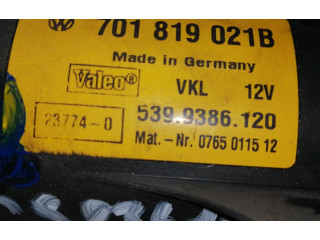 701 819 021B
Made in Germany
Valeo® VKL 12V
23774-0 539.9386.120
Mat.-Nr. 0765 0115 12